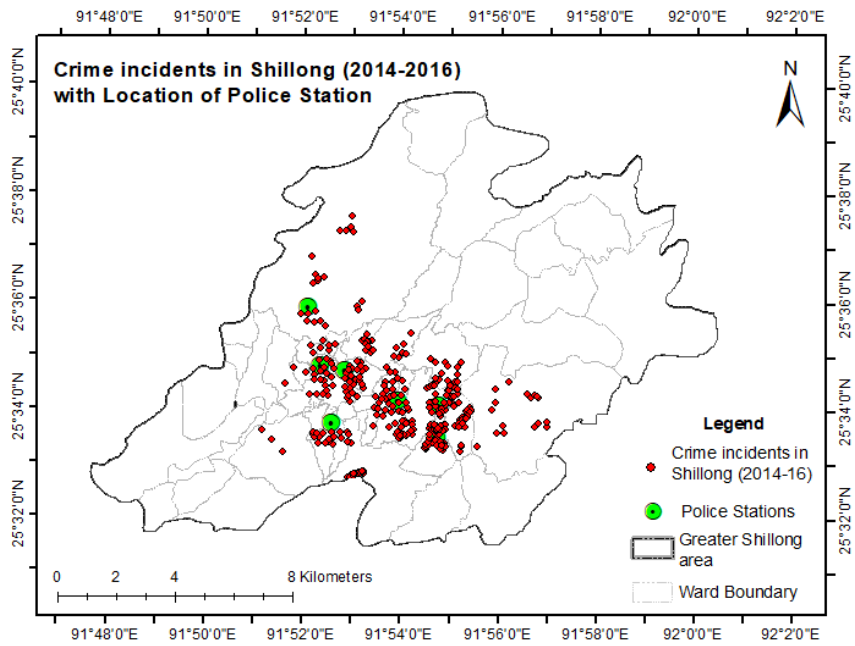 91°48'0"E 91°50'0"E 91°52'0"E 91°54'0"E 91°56'0"E 91°58'0"E 92°0'0"E 92°2'0"E
Crime incidents in Shillong (2014-2016)
with Location of Police Station
N
25°40'0"N 25°40'0"N
25°38'0"N 25°38'0"N
25°36'0"N 25°36'0"N
25°34'0"N 25°34'0"N
25°32'0"N 25°32'0"N
Legend
Crime incidents in
Shillong (2014-16)
Police Stations
Greater Shillong
area
Ward Boundary
0 2 4 8 Kilometers
91°48'0"E 91°50'0"E 91°52'0"E 91°54'0"E 91°56'0"E 91°58'0"E 92°0'0"E 92°2'0"E